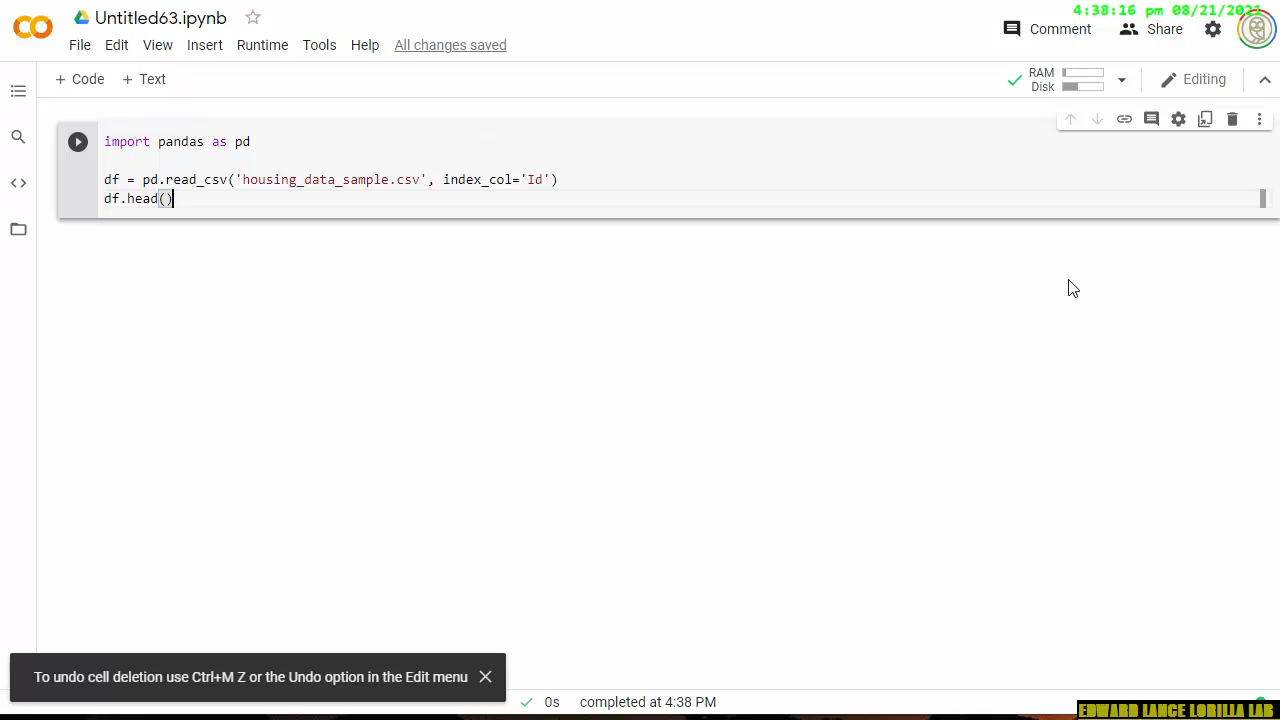 4:38:16 pm 08/21/202
Untitled63.ipynb
Comment
Share
File Edit View Insert Runtime Tools Help All changes saved
+ Code + Text
RAM
Disk
Editing
import pandas as pd
df = pd.read_csv('housing_data_sample.csv', index_col='Id')
df.head()
To undo cell deletion use Ctrl+M Z or the Undo option in the Edit menu
0s completed at 4:38 PM
EDWARD LANCE LORILLA LAB